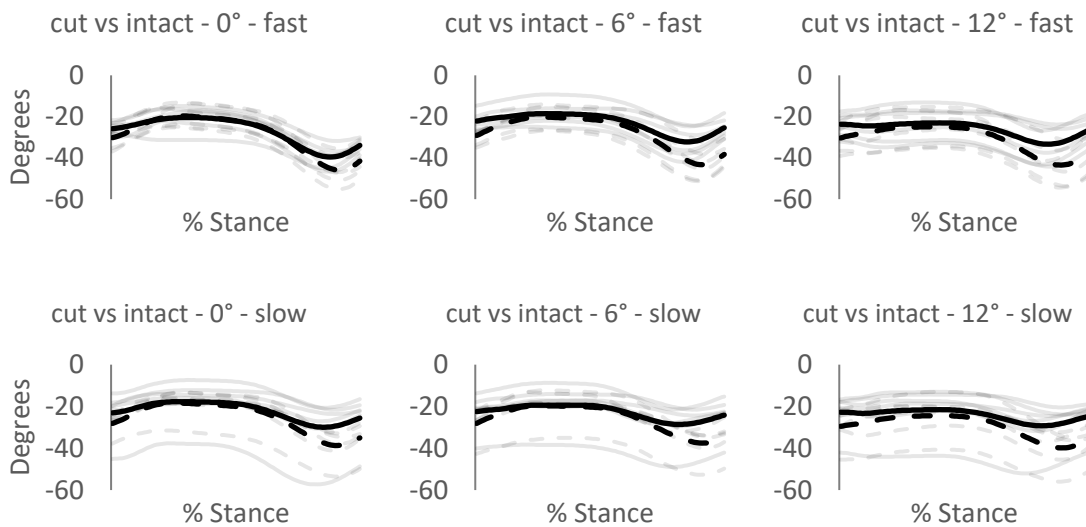 cut vs intact - 0° - fast
cut vs intact - 6° - fast
cut vs intact - 12° - fast
Degrees
0
-20
-40
-60
0
-20
-40
-60
0
-20
-40
-60
% Stance
% Stance
% Stance
cut vs intact - 0° - slow
cut vs intact - 6° - slow
cut vs intact - 12° - slow
Degrees
0
-20
-40
-60
0
-20
-40
-60
0
-20
-40
-60
% Stance
% Stance
% Stance